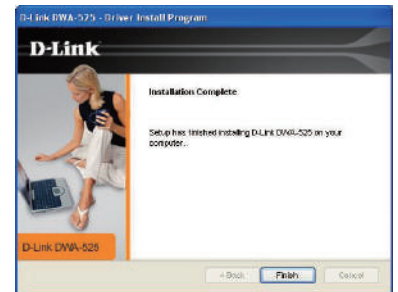 D-Link DWA-525 - Driver Install Program
D-Link
Installation Complete
Setup has finished installing D-Link DWA-525 on your
computer..
D-Link DWA-525
< Back
Finish
Cancel